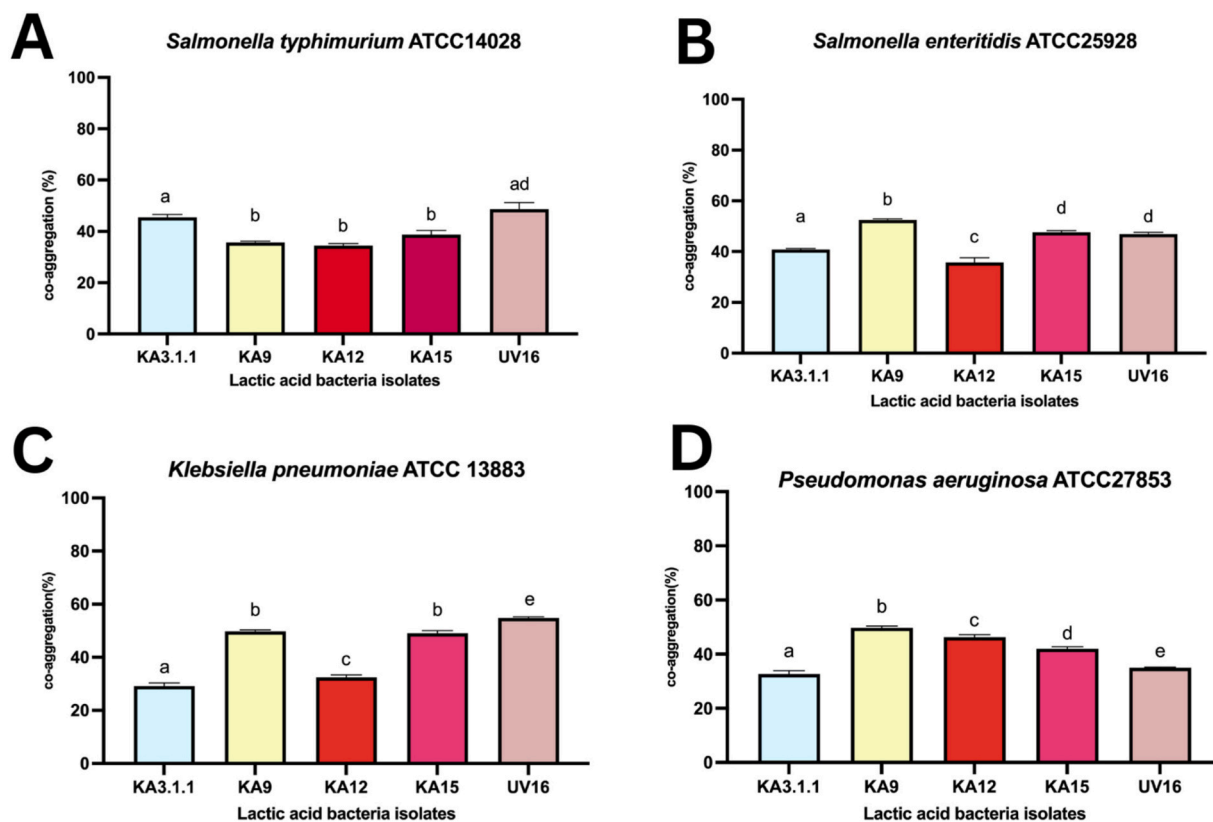 A
Salmonella typhimurium ATCC14028
co-aggregation (%)
100
80
60
40
20
0
a
b
b
b
ad
KA3.1.1 KA9 KA12 KA15 UV16
Lactic acid bacteria isolates
B
Salmonella enteritidis ATCC25928
co-aggregation (%)
100
80
60
40
20
0
a
b
c
d
d
KA3.1.1 KA9 KA12 KA15 UV16
Lactic acid bacteria isolates
C
Klebsiella pneumoniae ATCC 13883
co-aggregation(%)
100
80
60
40
20
0
a
b
c
b
e
KA3.1.1 KA9 KA12 KA15 UV16
Lactic acid bacteria isolates
D
Pseudomonas aeruginosa ATCC27853
co-aggregation(%)
100
80
60
40
20
0
a
b
c
d
e
KA3.1.1 KA9 KA12 KA15 UV16
Lactic acid bacteria isolates